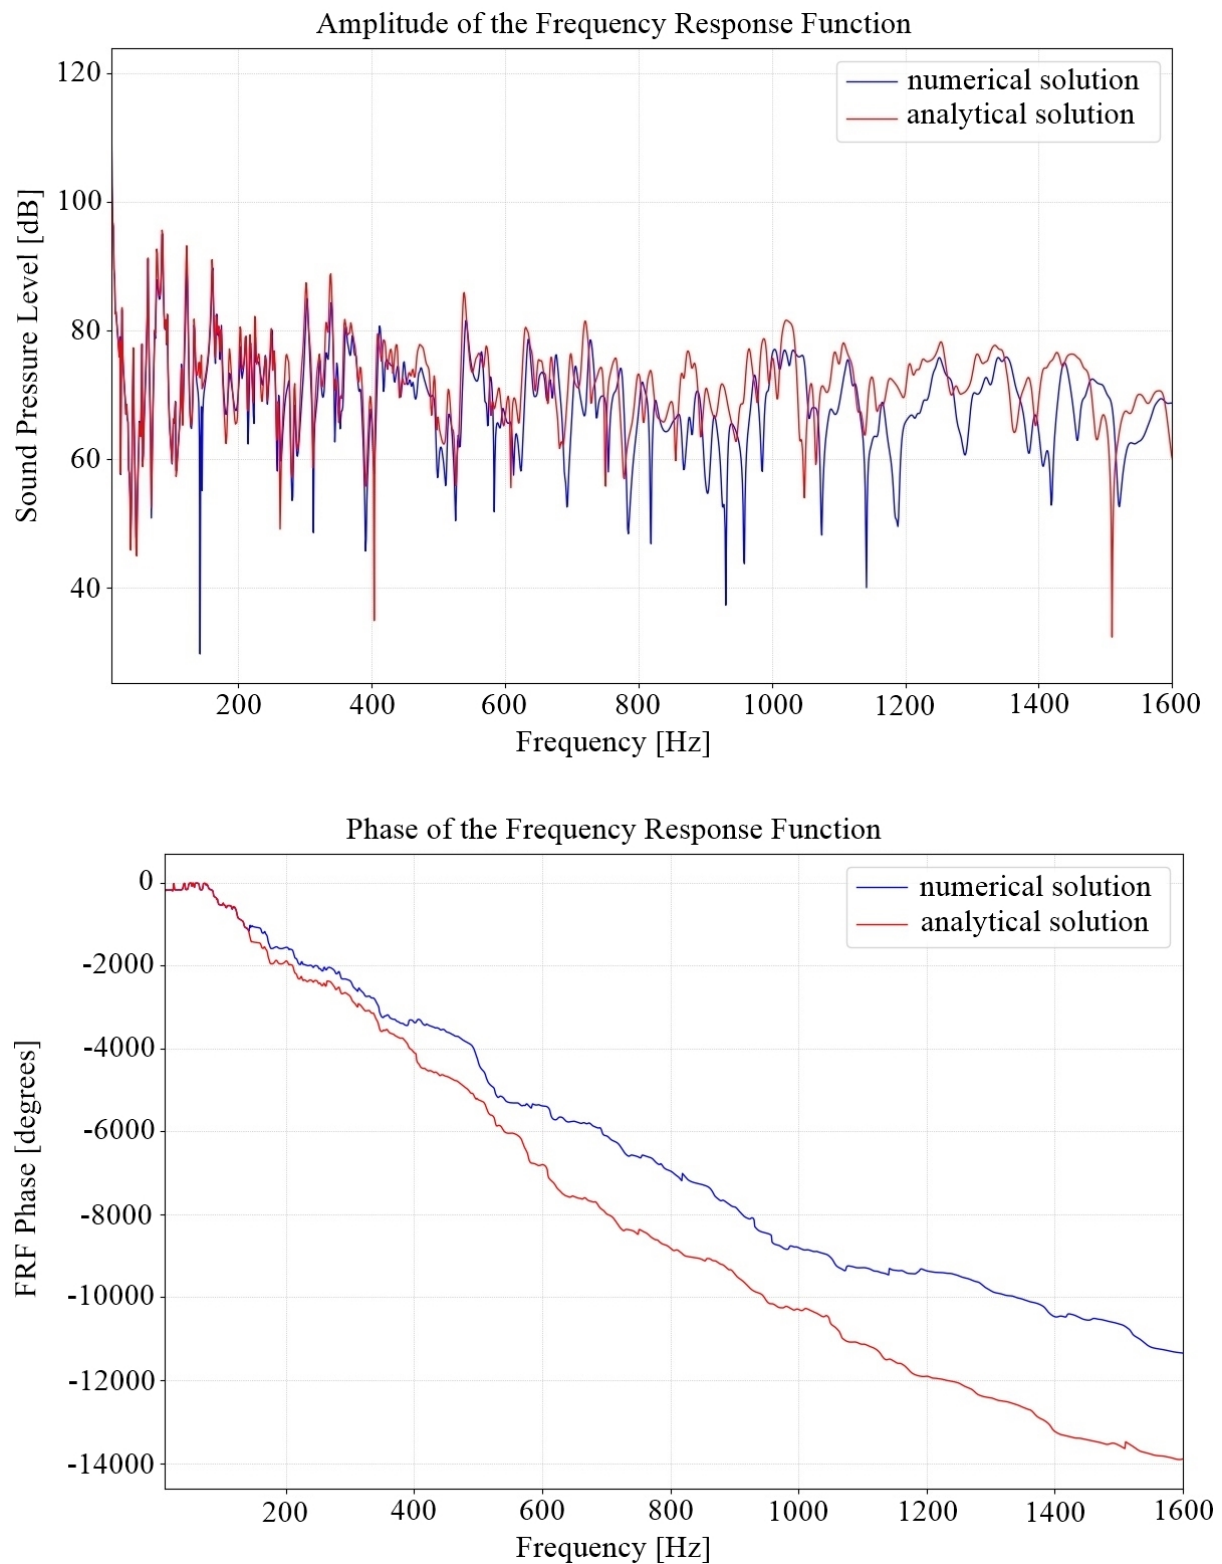 Amplitude of the Frequency Response Function
120
100
80
60
40
Sound Pressure Level [dB]
numerical solution
analytical solution
200 400 600 800 1000 1200 1400 1600
Frequency [Hz]
Phase of the Frequency Response Function
0
-2000
-4000
-6000
-8000
-10000
-12000
-14000
FRF Phase [degrees]
numerical solution
analytical solution
200 400 600 800 1000 1200 1400 1600
Frequency [Hz]